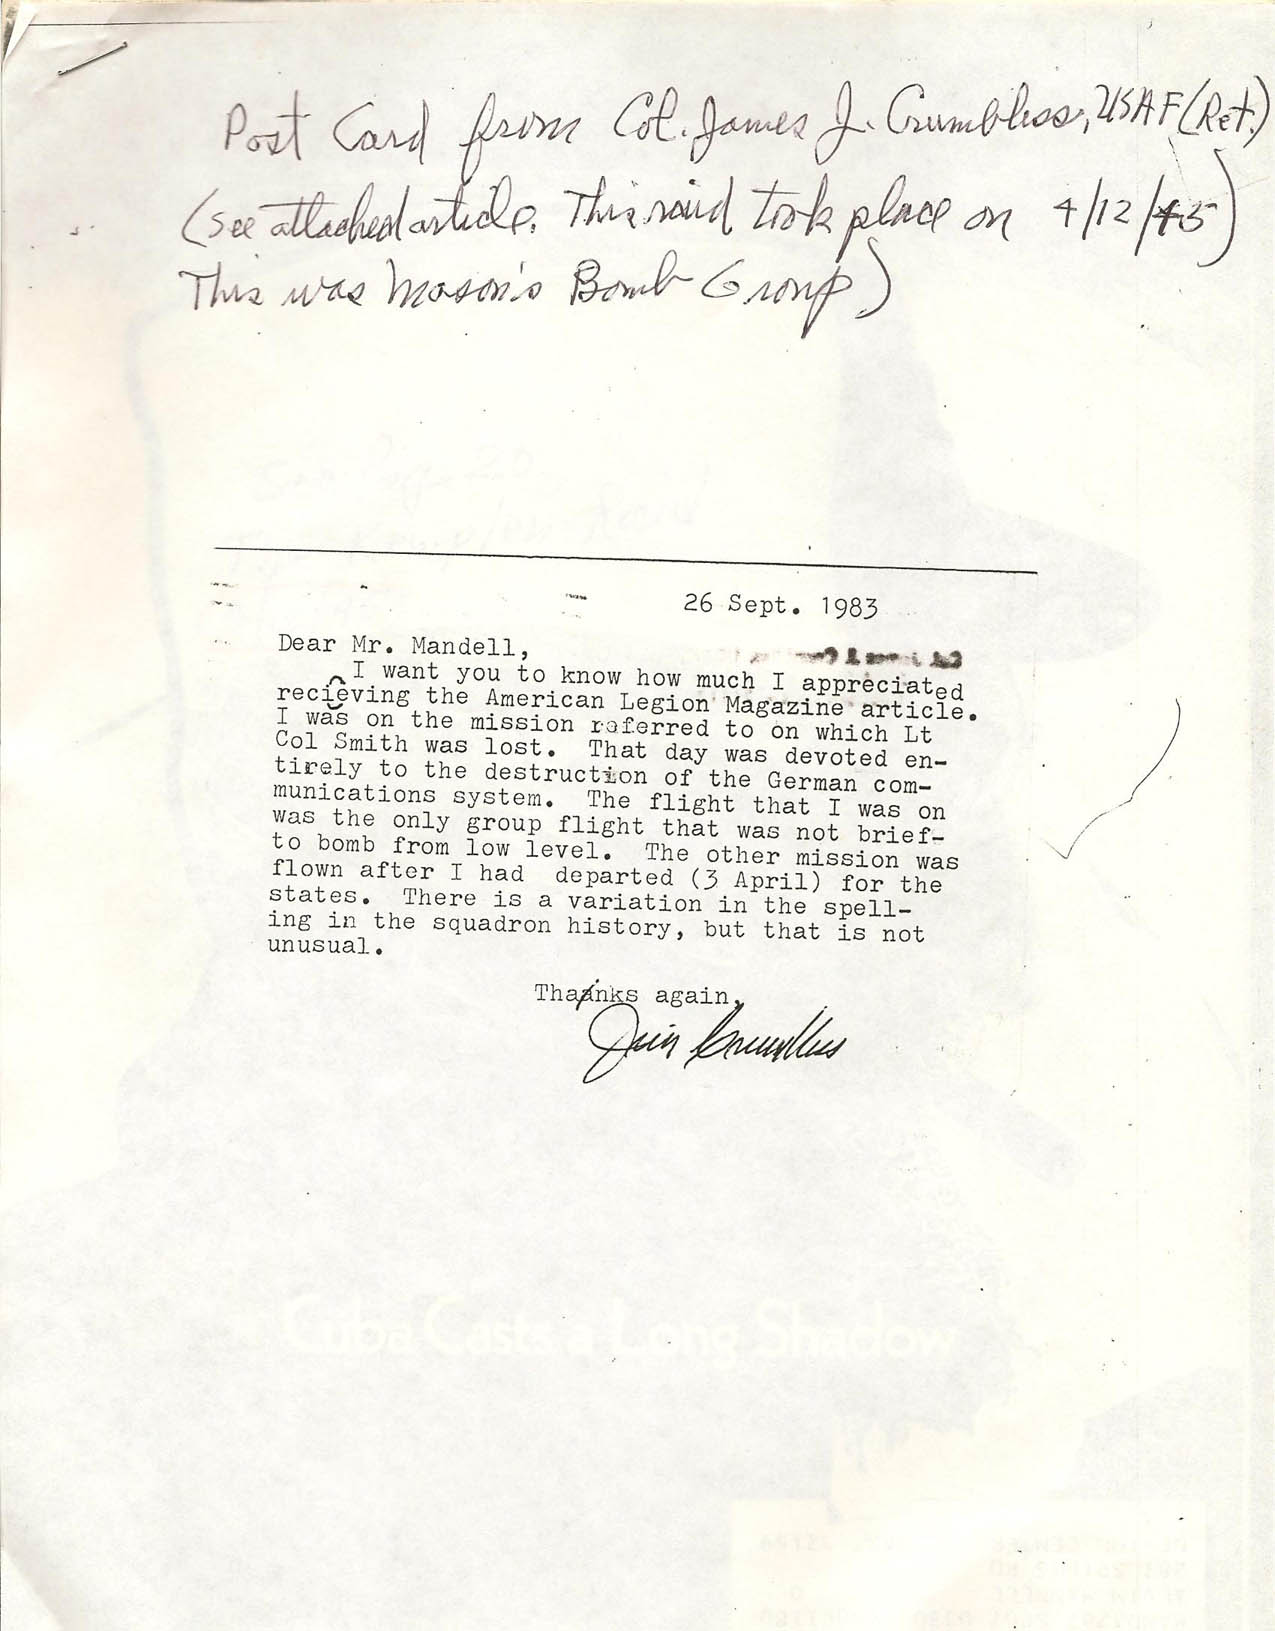 Post Card from Col. James J. Crumbliss, USAF (Ret.)
(see attached article. This raid took place on 4/12/45)
This was Mason's Bomb Group)
26 Sept. 1983
Dear Mr. Mandell,
I want you to know how much I appreciated
recieving the American Legion Magazine article.
I was on the mission referred to on which Lt
Col Smith was lost. That day was devoted en-
tirely to the destruction of the German com-
munications system. The flight that I was on
was the only group flight that was not brief-
to bomb from low level. The other mission was
flown after I had departed (3 April) for the
states. There is a variation in the spell-
ing in the squadron history, but that is not
unusual.
Thaanks again,
Jim Crumbliss
Cuba Casts a Long Shadow